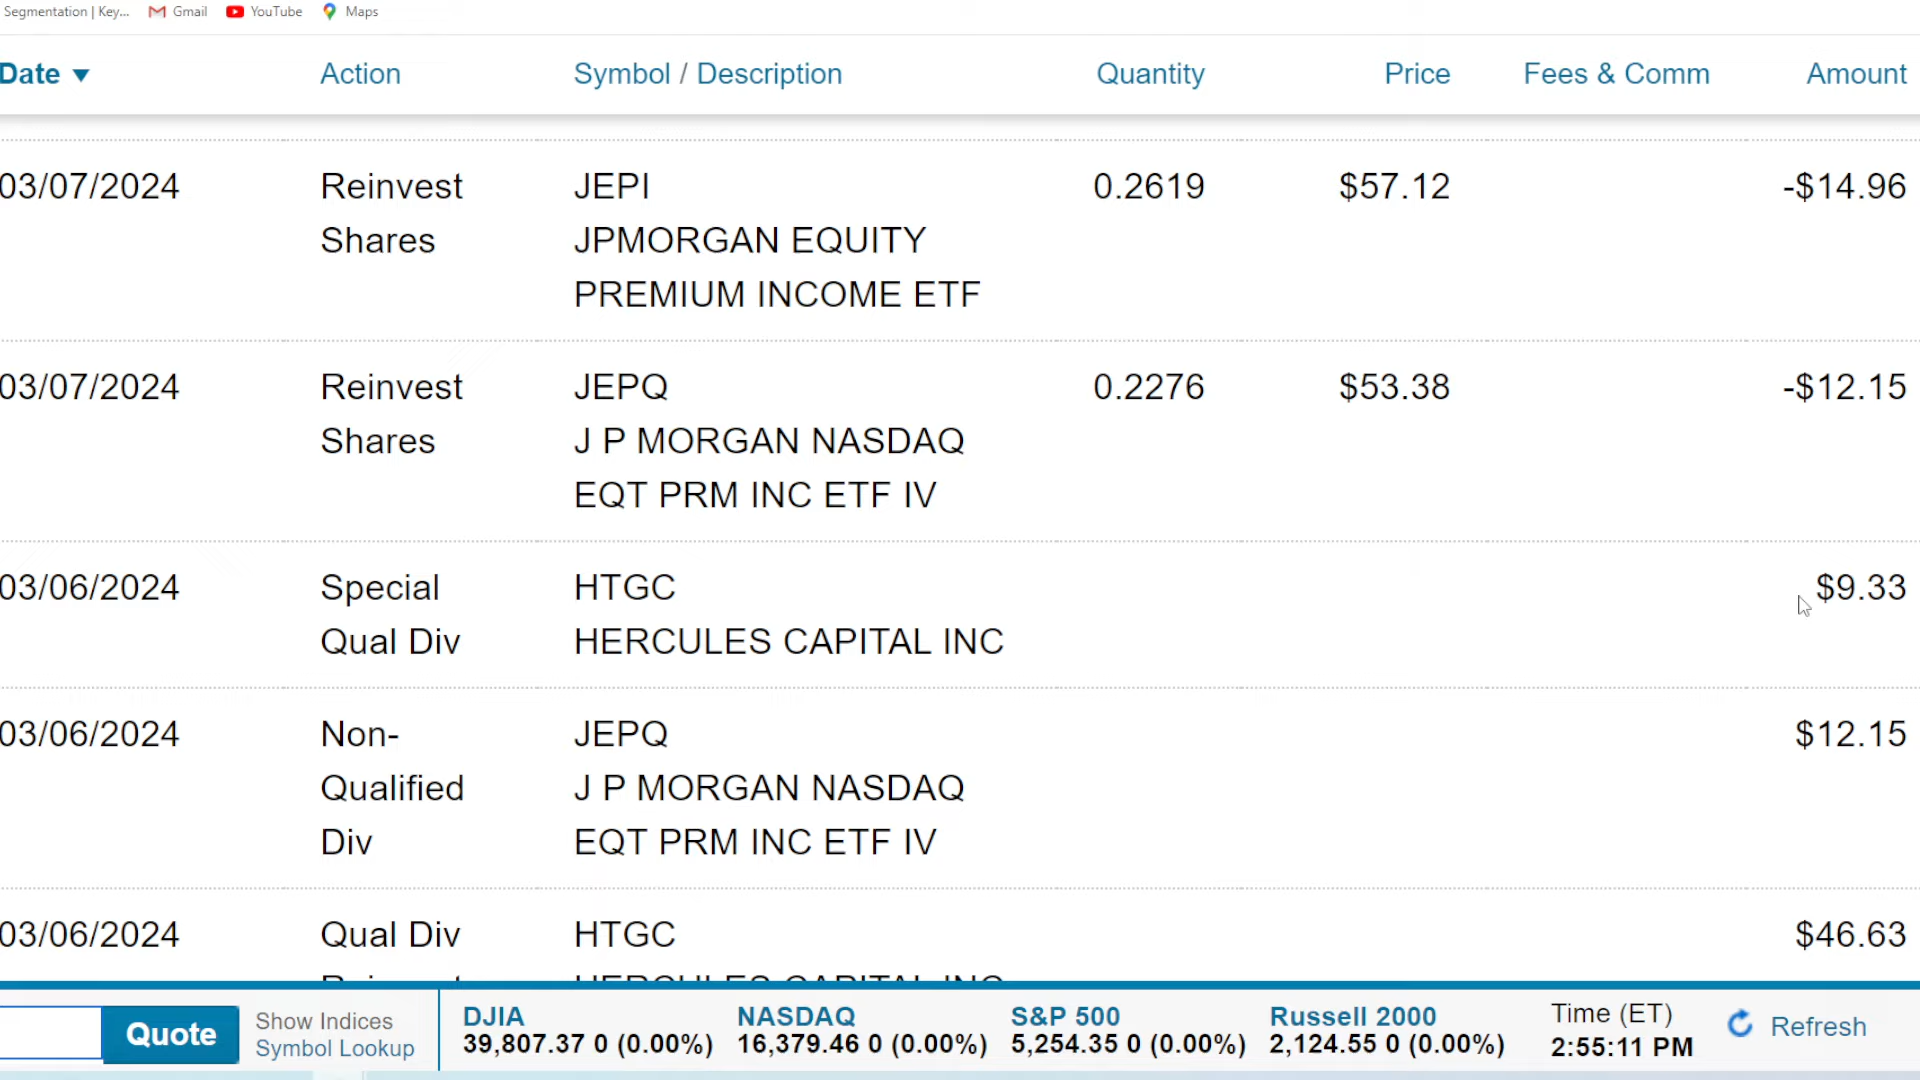 Segmentation | Key... Gmail YouTube Maps
Date ▼ Action Symbol / Description Quantity Price Fees & Comm Amount
03/07/2024 Reinvest JEPI 0.2619 $57.12 -$14.96
Shares JPMORGAN EQUITY
PREMIUM INCOME ETF
03/07/2024 Reinvest JEPQ 0.2276 $53.38 -$12.15
Shares J P MORGAN NASDAQ
EQT PRM INC ETF IV
03/06/2024 Special HTGC $9.33
Qual Div HERCULES CAPITAL INC
03/06/2024 Non- JEPQ $12.15
Qualified J P MORGAN NASDAQ
Div EQT PRM INC ETF IV
03/06/2024 Qual Div HTGC $46.63
Reinvest HERCULES CAPITAL INC
Quote
Show Indices
Symbol Lookup
DJIA NASDAQ S&P 500 Russell 2000 Time (ET)
39,807.37 0 (0.00%) 16,379.46 0 (0.00%) 5,254.35 0 (0.00%) 2,124.55 0 (0.00%) 2:55:11 PM
Refresh